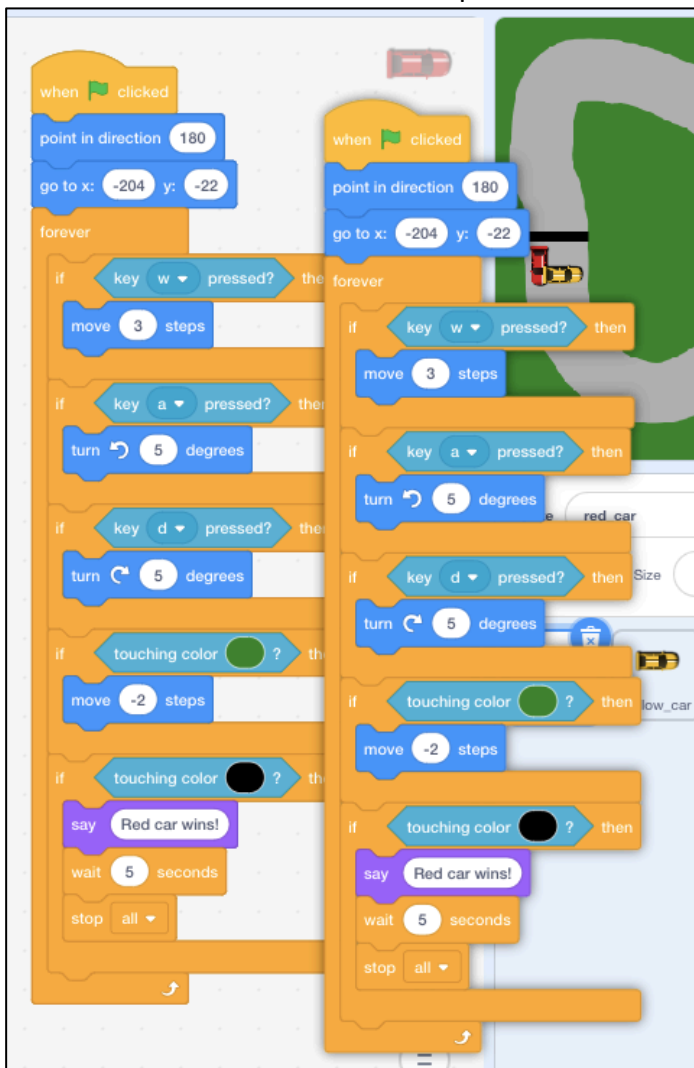 when clicked
point in direction 180
go to x: -204 y: -22
forever
if key w pressed? the
move 3 steps
if key a pressed? then
turn 5 degrees
if key d pressed? the
turn 5 degrees
if touching color ? th
move -2 steps
if touching color ? the
say Red car wins!
wait 5 seconds
stop all
when clicked
point in direction 180
go to x: -204 y: -22
forever
if key w pressed? then
move 3 steps
if key a pressed? then
turn 5 degrees
if key d pressed? then
turn 5 degrees
if touching color ? then
move -2 steps
if touching color ? then
say Red car wins!
wait 5 seconds
stop all
e red_car
Size
low_car